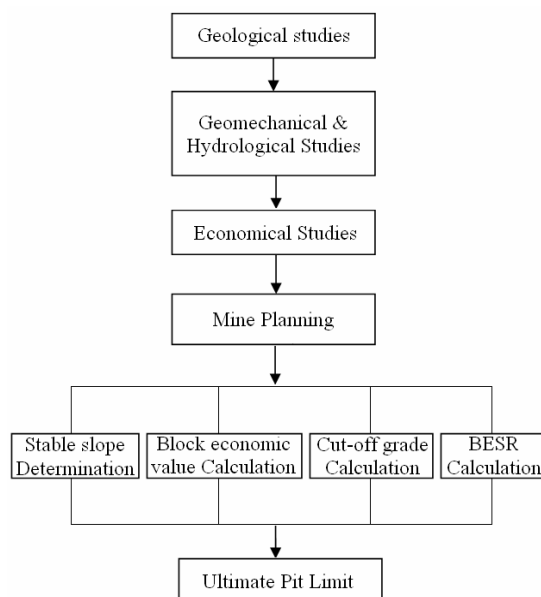 Geological studies
Geomechanical &
Hydrological Studies
Economical Studies
Mine Planning
Stable slope
Determination
Block economic
value Calculation
Cut-off grade
Calculation
BESR
Calculation
Ultimate Pit Limit